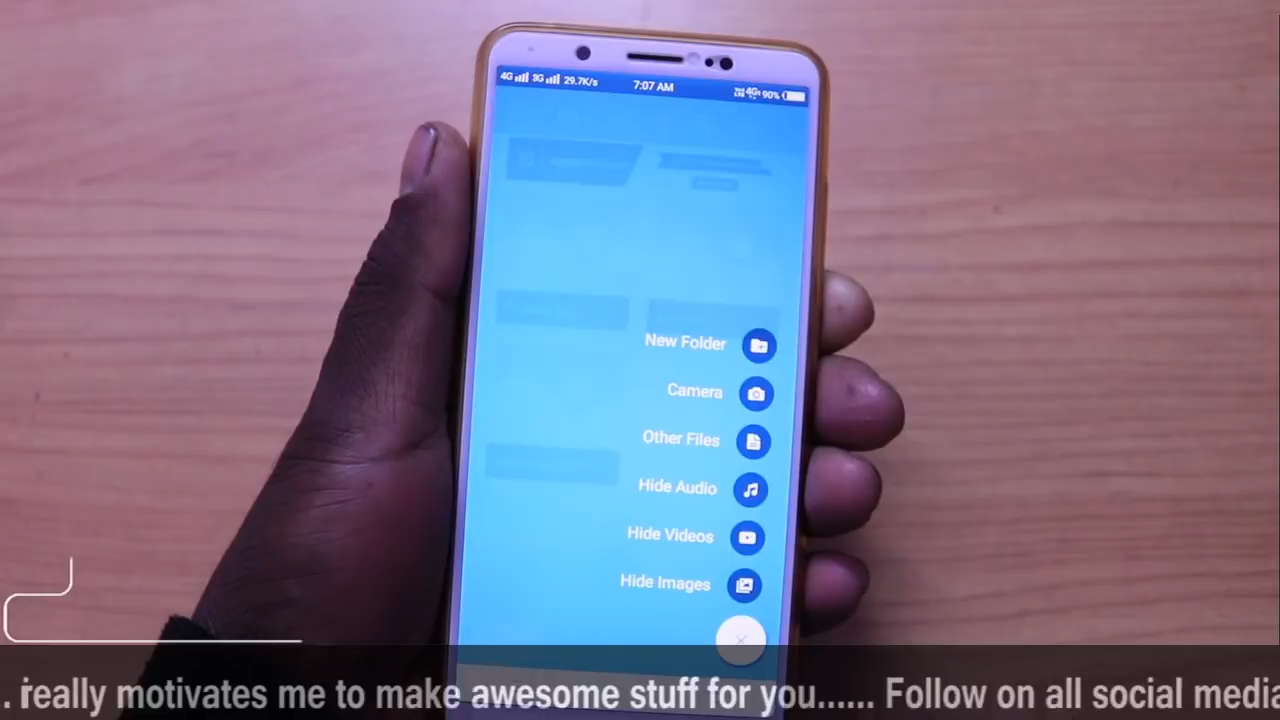 4G 3G 29.7K/s 7:07 AM 4G 90%
New Folder
Camera
Other Files
Hide Audio
Hide Videos
Hide Images
.. really motivates me to make awesome stuff for you...... Follow on all social media